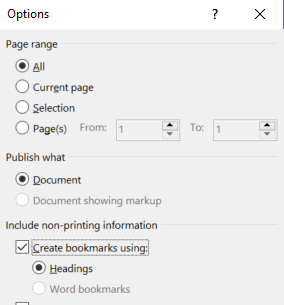 Options ?
Page range
All
Current page
Selection
Page(s) From: 1 To: 1
Publish what
Document
Document showing markup
Include non-printing information
Create bookmarks using:
Headings
Word bookmarks